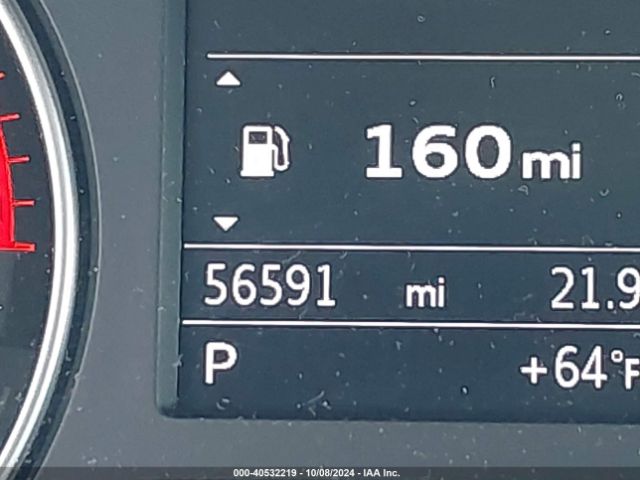 160 mi
56591 mi 21.9
P +64°F
000-40532219 - 10/08/2024 - IAA Inc.